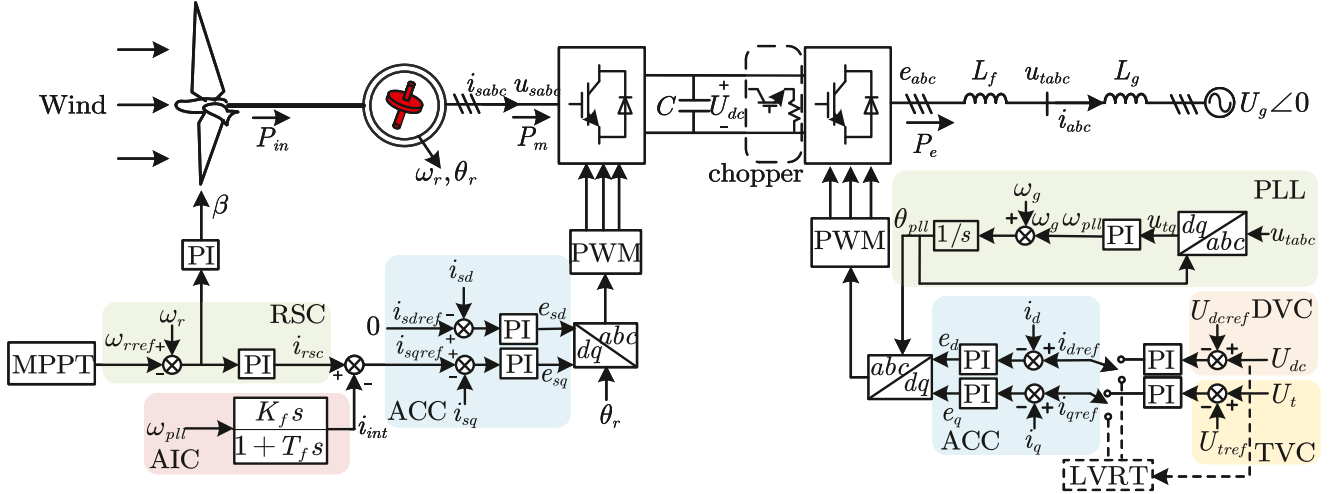 Wind
P_in
ω_r, θ_r
i_sabc u_sabc
P_m
C
+
U_dc
-
chopper
e_abc
P_e
L_f
u_tabc
i_abc
L_g
U_g∠0
β
PI
PWM
PWM
PLL
θ_pll
1/s
ω_g
+
ω_g ω_pll
PI
u_tq
dq
abc
u_tabc
MPPT
ω_rref
+
-
ω_r
RSC
PI
i_rsc
+
-
ω_pll
K_f s
1+T_f s
i_int
AIC
0
i_sd
i_sdref
-
+
PI
e_sd
i_sqref
+
-
PI
e_sq
ACC
i_sq
abc
dq
θ_r
abc
dq
e_d
PI
i_d
-
+
i_dref
e_q
PI
-
+
i_qref
i_q
ACC
PI
U_dcref
DVC
-
+
U_dc
PI
-
+
U_t
U_tref
TVC
LVRT